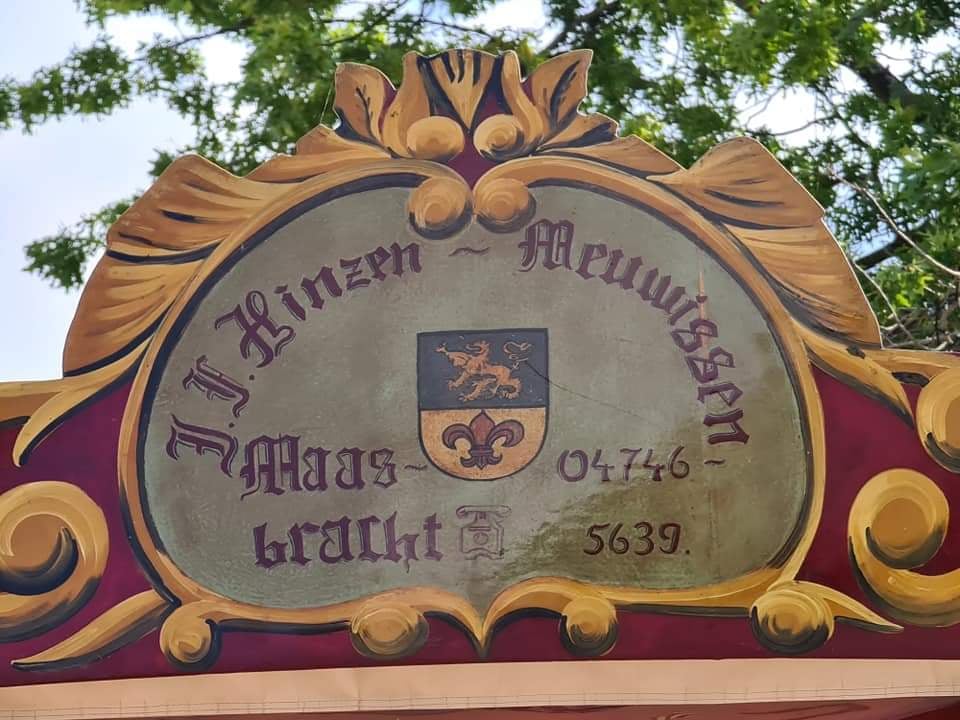 J.J. Hinzen ~ Meuwissen
Maas~ 04746~
bracht 5639.